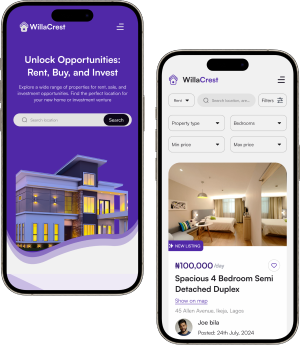 WillaCrest
Unlock Opportunities:
Rent, Buy, and Invest
Explore a wide range of properties for rent, sale, and
investment opportunities. Find the perfect location for
your new home or investment venture
Search location
Search
WillaCrest
Rent
Search location, and...
Filters
Property type
Bedrooms
Min price
Max price
NEW LISTING
₦100,000 /day
Spacious 4 Bedroom Semi
Detached Duplex
Show on map
45 Allen Avenue, Ikeja, Lagos
Joe bila
Posted: 24th July, 2024